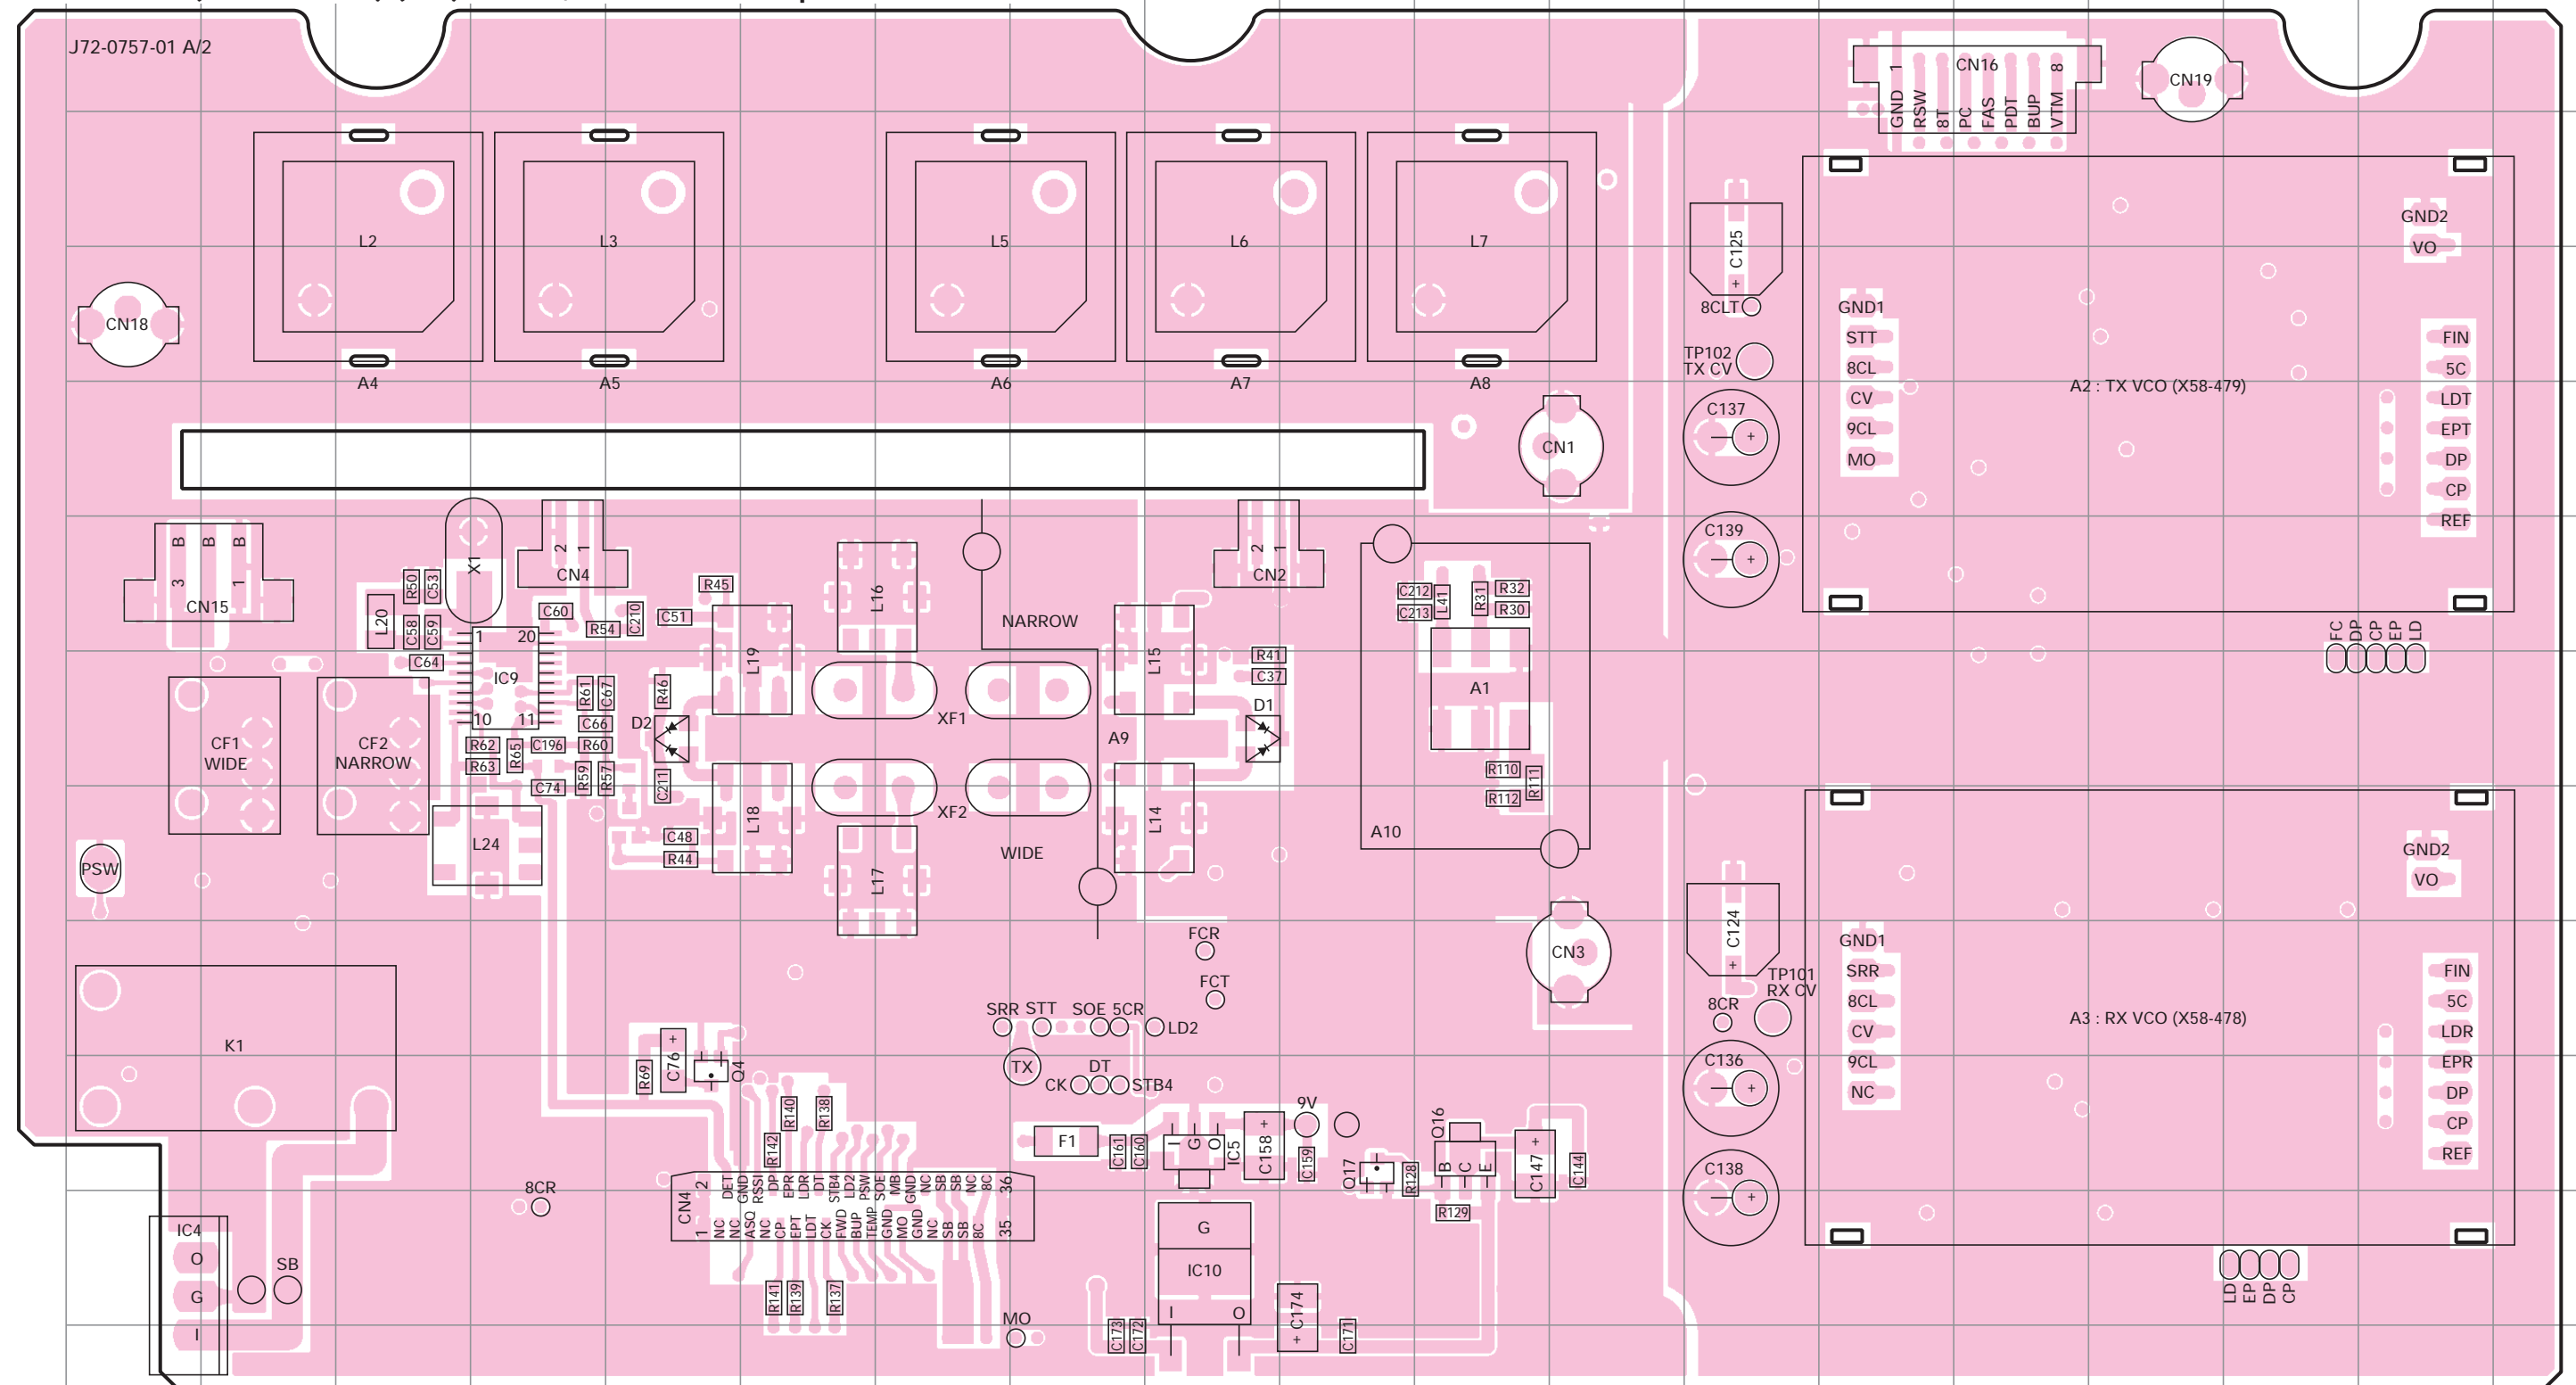 J72-0757-01 A/2
CN16
1
8
GND
RSW
8T
PC
FAS
PDT
BUP
VTM
CN19
L2
L3
L5
L6
L7
A4
A5
A6
A7
A8
CN18
C125
+
8CLT
TP102
TX CV
C137
+
C139
+
CN1
GND2
VO
GND1
STT
8CL
CV
9CL
MO
A2 : TX VCO (X58-479)
FIN
5C
LDT
EPT
DP
CP
REF
FC
DP
CP
EP
LD
B
B
B
3
1
CN15
X1
2
1
CN4
R50
C53
L20
C58
C59
C64
C60
R54
C210
C51
R45
1
20
IC9
10
11
R61
C67
C66
R46
D2
R62
R63
R65
C196
R60
C74
R59
R57
C211
C48
R44
L24
CF1
WIDE
CF2
NARROW
PSW
L16
L19
L18
L17
XF1
XF2
NARROW
WIDE
A9
L15
L14
2
1
CN2
R41
C37
D1
C212
C213
L41
R31
R32
R30
A1
R110
R111
R112
A10
CN3
FCR
FCT
SRR
STT
SOE
5CR
LD2
TX
DT
CK
STB4
K1
C76
+
R69
Q4
R140
R138
R142
F1
C161
C160
I
G
O
IC5
C158
+
9V
C159
Q17
R128
Q16
B
C
E
R129
C147
+
C144
C124
+
TP101
RX CV
8CR
C136
+
C138
+
GND2
VO
GND1
SRR
8CL
CV
9CL
NC
A3 : RX VCO (X58-478)
FIN
5C
LDR
EPR
DP
CP
REF
LD
EP
DP
CP
8CR
IC4
O
G
I
SB
CN4
2
DET
GND
RSSI
DP
EPR
LDR
DT
STB4
LD2
PSW
SOE
MB
GND
NC
SB
SB
NC
8C
36
1
NC
NC
ASQ
NC
CP
EPT
LDT
CK
FWD
BUP
TEMP
GND
MO
GND
NC
SB
SB
8C
35
R141
R139
R137
MO
G
IC10
I
O
C173
C172
C174
+
C171